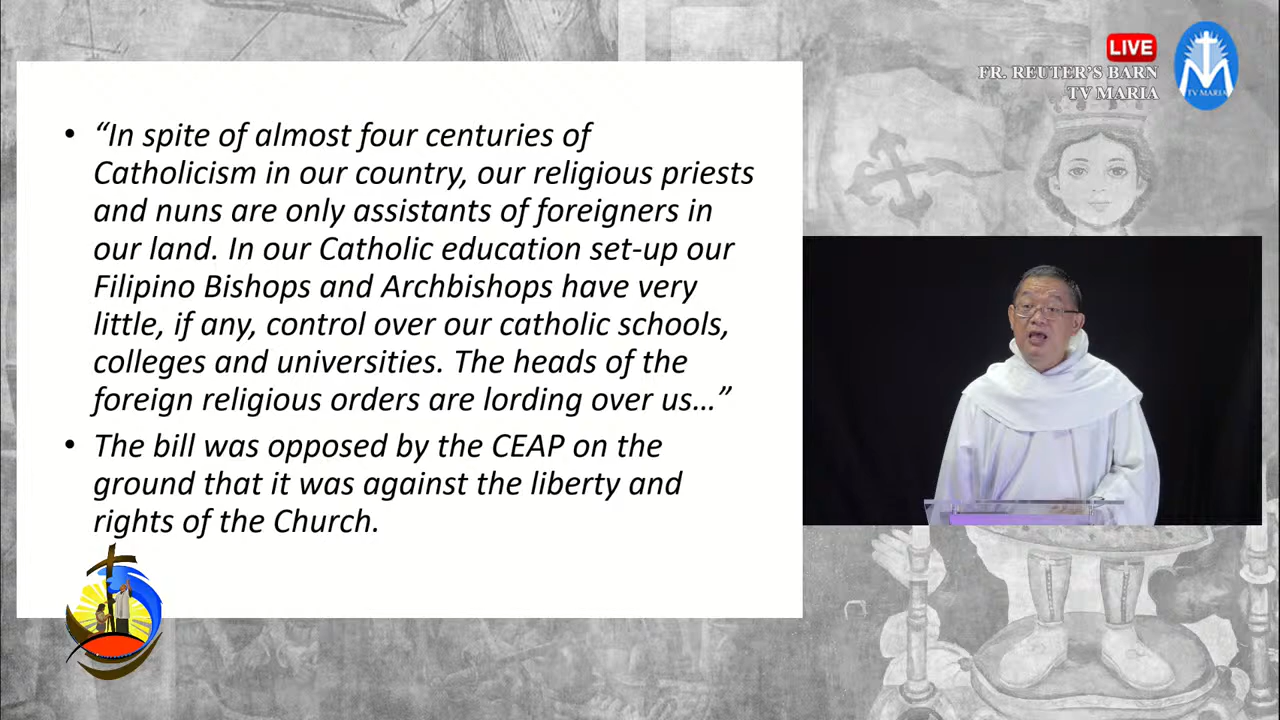 LIVE
FR. REUTER'S BARN
TV MARIA
TV MARIA
• “In spite of almost four centuries of
Catholicism in our country, our religious priests
and nuns are only assistants of foreigners in
our land. In our Catholic education set-up our
Filipino Bishops and Archbishops have very
little, if any, control over our catholic schools,
colleges and universities. The heads of the
foreign religious orders are lording over us…”
• The bill was opposed by the CEAP on the
ground that it was against the liberty and
rights of the Church.